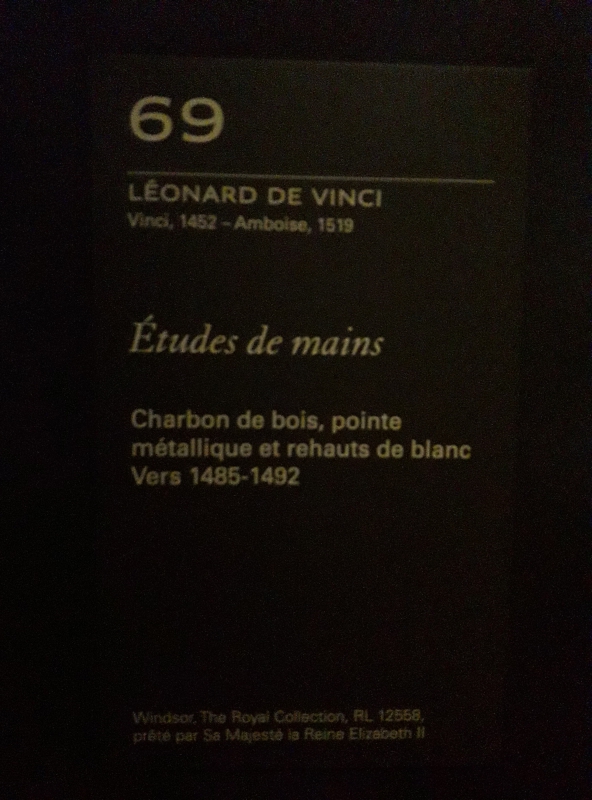 69
LÉONARD DE VINCI
Vinci, 1452 – Amboise, 1519
Études de mains
Charbon de bois, pointe
métallique et rehauts de blanc
Vers 1485-1492
Windsor, The Royal Collection, RL 12558,
prêté par Sa Majesté la Reine Elizabeth II